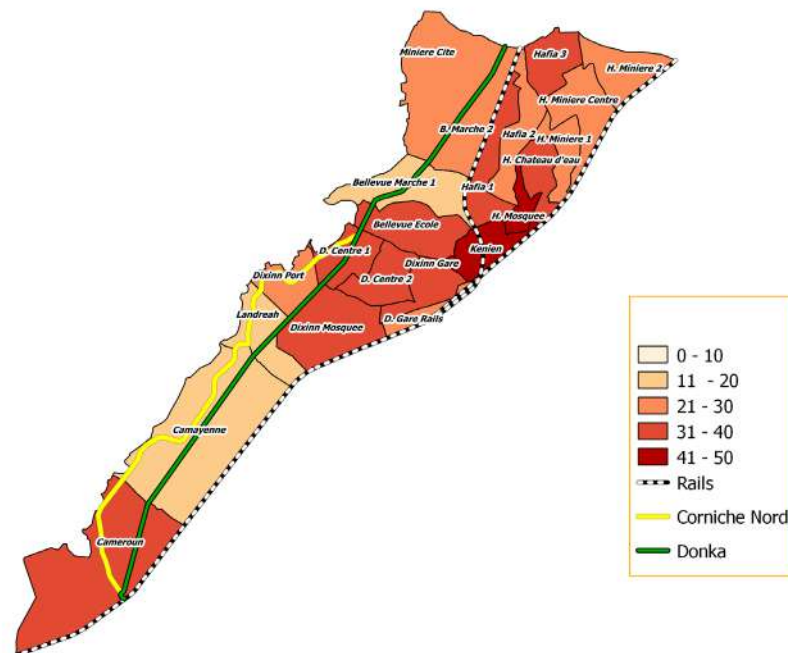 Miniere Cite
Hafia 3
H. Miniere 2
H. Miniere Centre
B. Marche 2
Hafia 2
H. Miniere 1
H. Chateau d'eau
Bellevue Marche 1
Hafia 1
H. Mosquee
Bellevue Ecole
Kenien
D. Centre 1
Dixinn Gare
Dixinn Port
D. Centre 2
Landreah
D. Gare Rails
Dixinn Mosquee
Camayenne
Cameroun
0 - 10
11 - 20
21 - 30
31 - 40
41 - 50
Rails
Corniche Nord
Donka